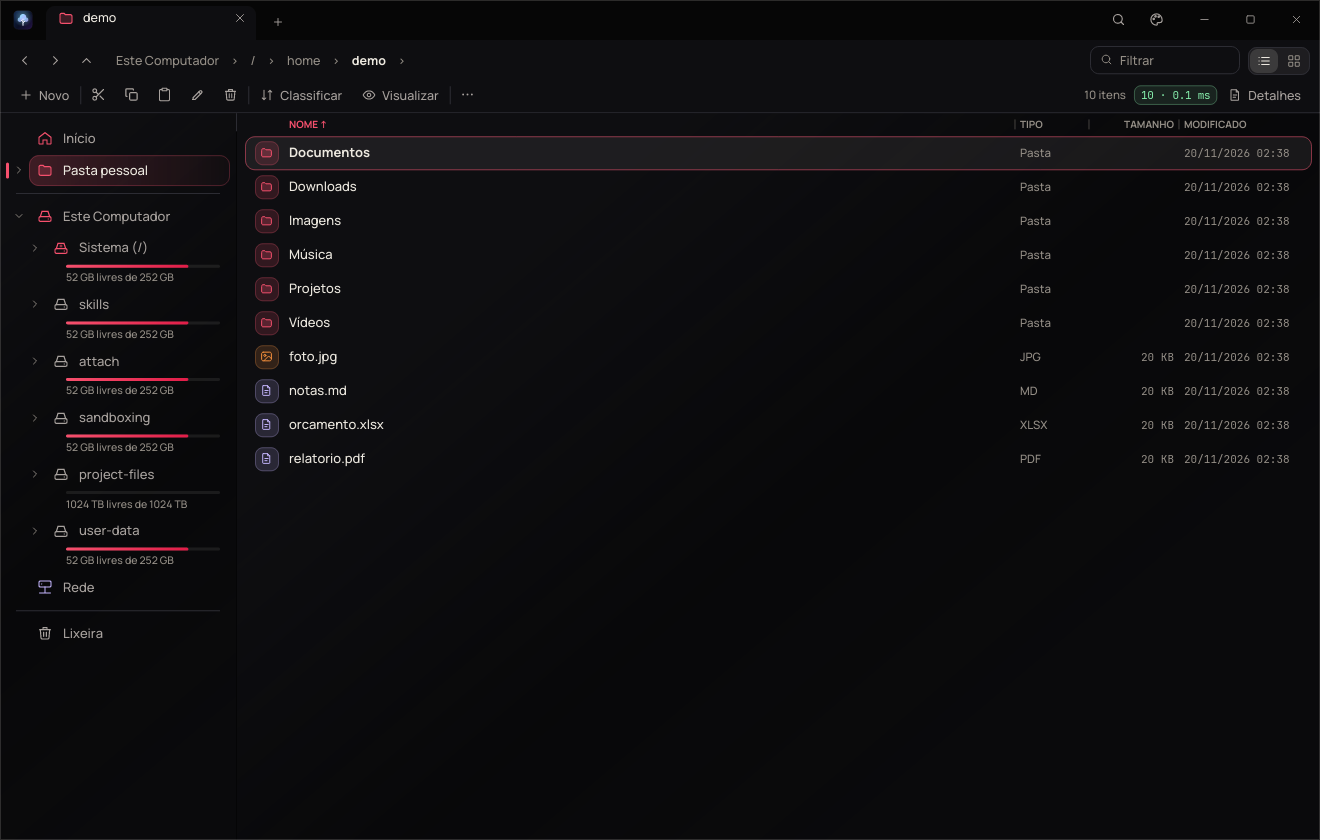 demo
Este Computador › / › home › demo ›
Filtrar
Novo
Classificar
Visualizar
10 itens
10 · 0.1 ms
Detalhes
Início
Pasta pessoal
Este Computador
Sistema (/)
52 GB livres de 252 GB
skills
52 GB livres de 252 GB
attach
52 GB livres de 252 GB
sandboxing
52 GB livres de 252 GB
project-files
1024 TB livres de 1024 TB
user-data
52 GB livres de 252 GB
Rede
Lixeira
NOME ↑ TIPO TAMANHO MODIFICADO
Documentos Pasta 20/11/2026 02:38
Downloads Pasta 20/11/2026 02:38
Imagens Pasta 20/11/2026 02:38
Música Pasta 20/11/2026 02:38
Projetos Pasta 20/11/2026 02:38
Vídeos Pasta 20/11/2026 02:38
foto.jpg JPG 20 KB 20/11/2026 02:38
notas.md MD 20 KB 20/11/2026 02:38
orcamento.xlsx XLSX 20 KB 20/11/2026 02:38
relatorio.pdf PDF 20 KB 20/11/2026 02:38